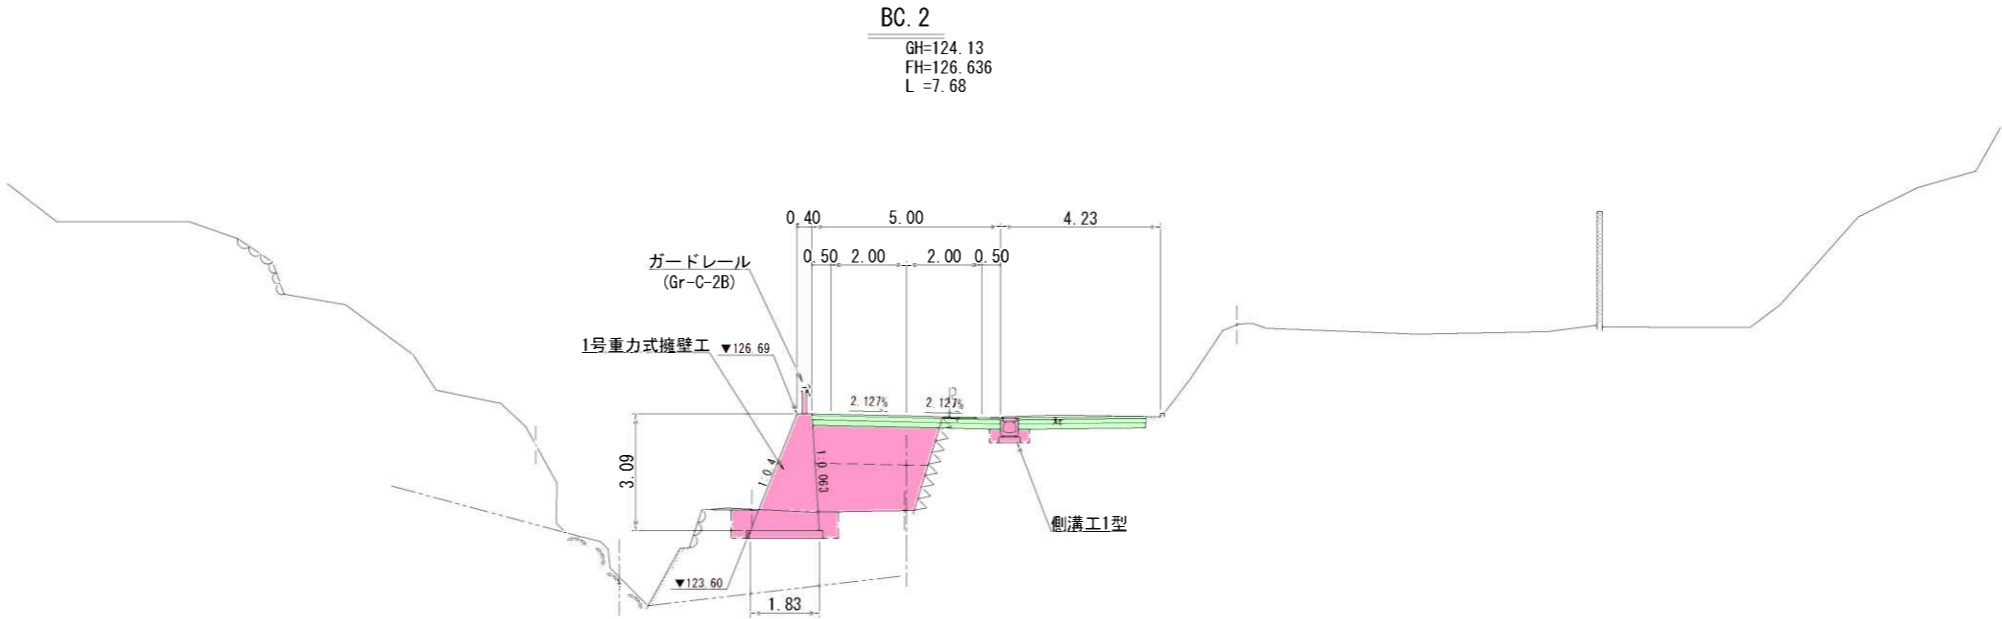 BC.2
GH=124.13
FH=126.636
L =7.68
0.40 5.00 4.23
0.50 2.00 2.00 0.50
ガードレール
(Gr-C-2B)
1号重力式擁壁工
▼126.69
2.127% 2.127%
3.09
1:0.4
1:0.063
側溝工1型
▼123.60
1.83